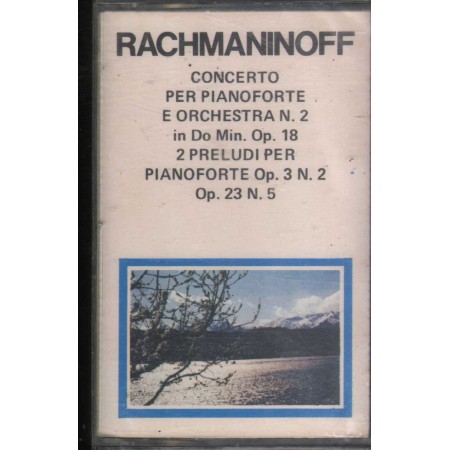 RACHMANINOFF
CONCERTO
PER PIANOFORTE
E ORCHESTRA N. 2
in Do Min. Op. 18
2 PRELUDI PER
PIANOFORTE Op. 3 N. 2
Op. 23 N. 5